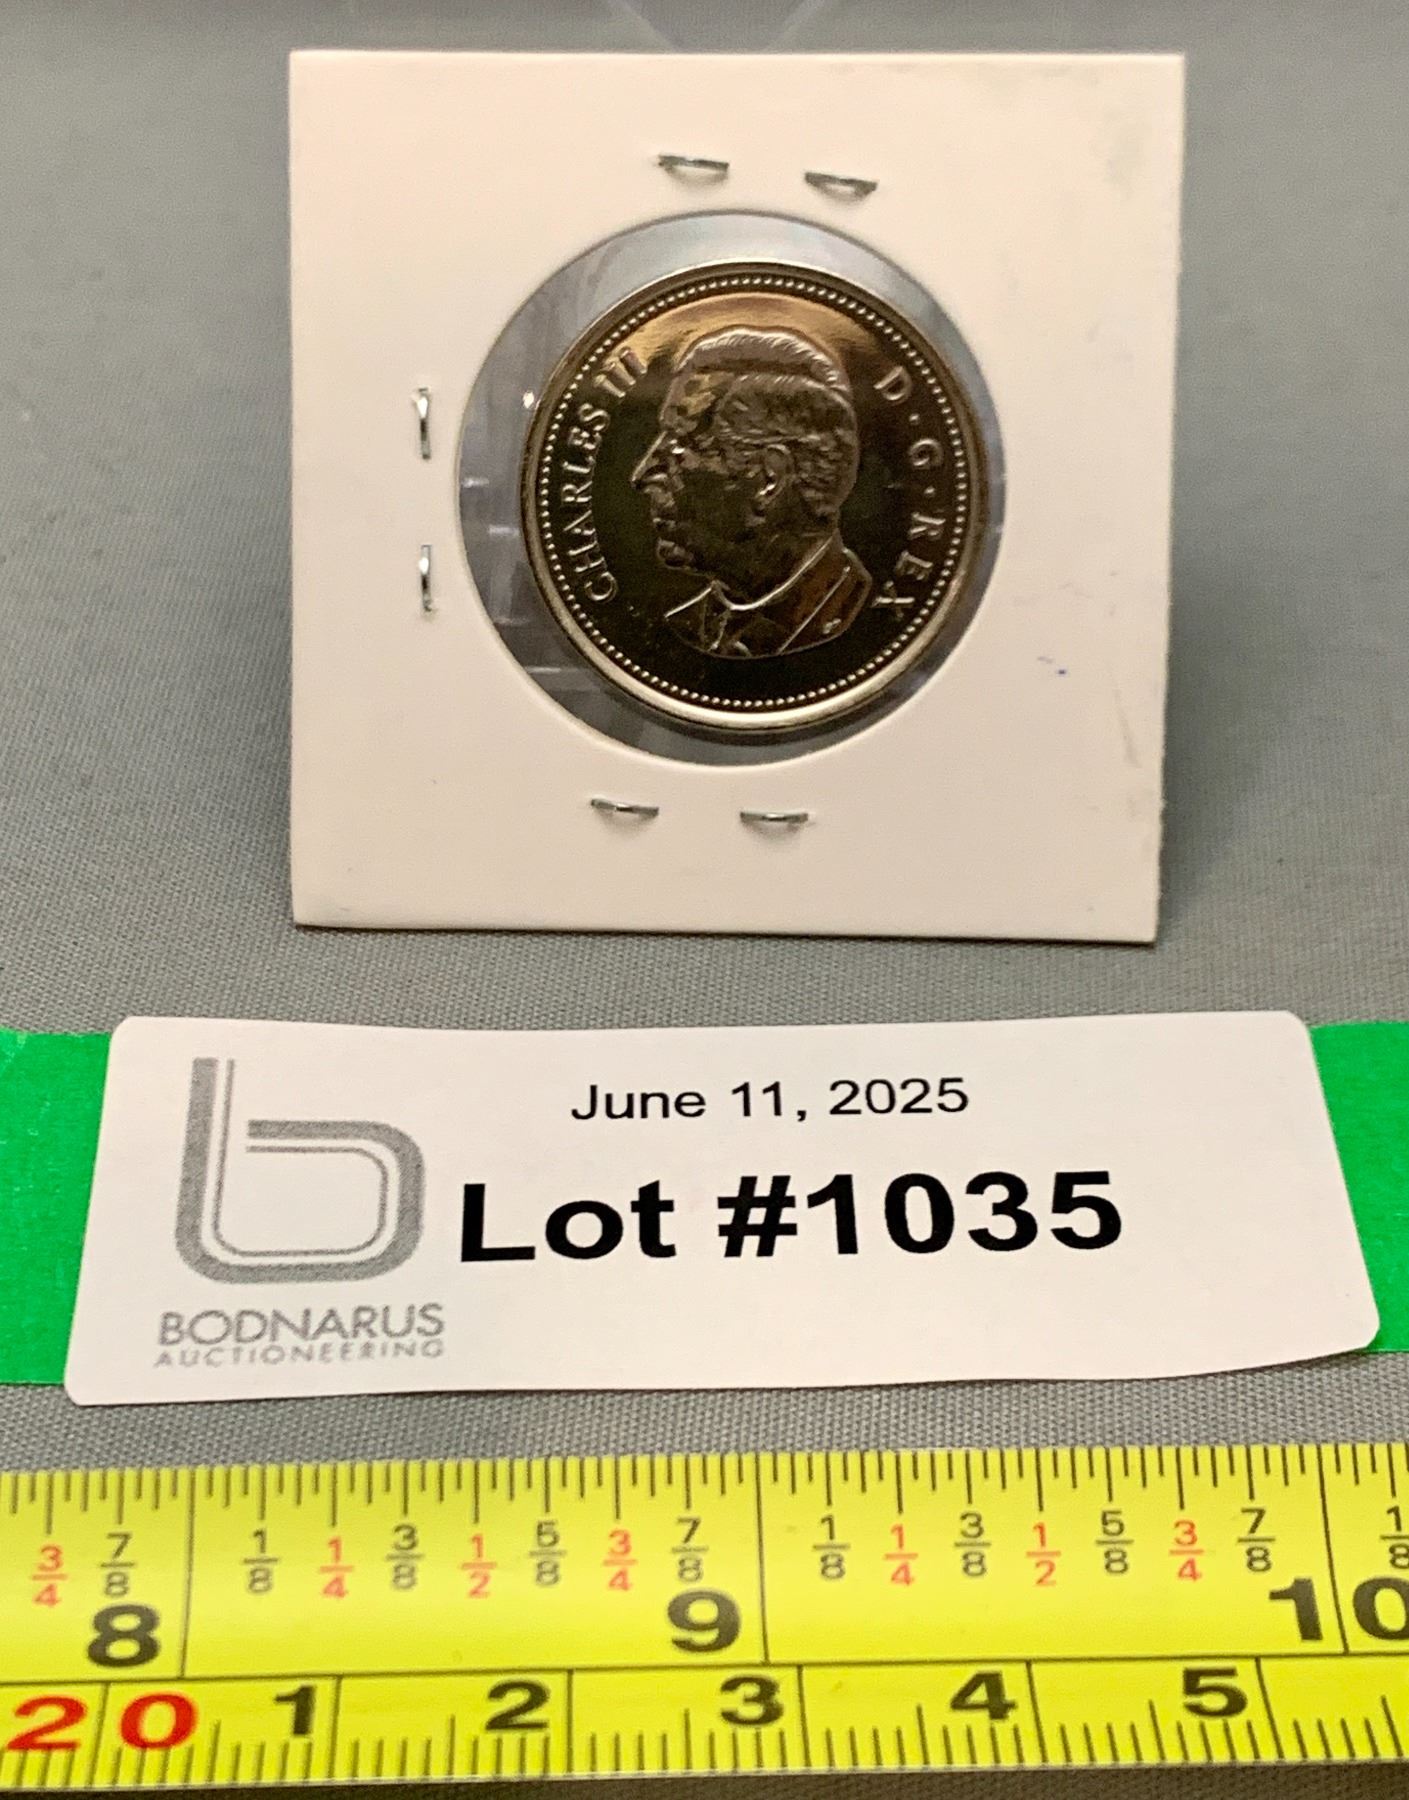 CHARLES III D·G·REX
June 11, 2025
Lot #1035
b
BODNARUS
AUCTIONEERING
3/4 7/8 1/8 1/4 3/8 1/2 5/8 3/4 7/8 1/8 1/4 3/8 1/2 5/8 3/4 7/8 1/8
8 9 10
20 1 2 3 4 5